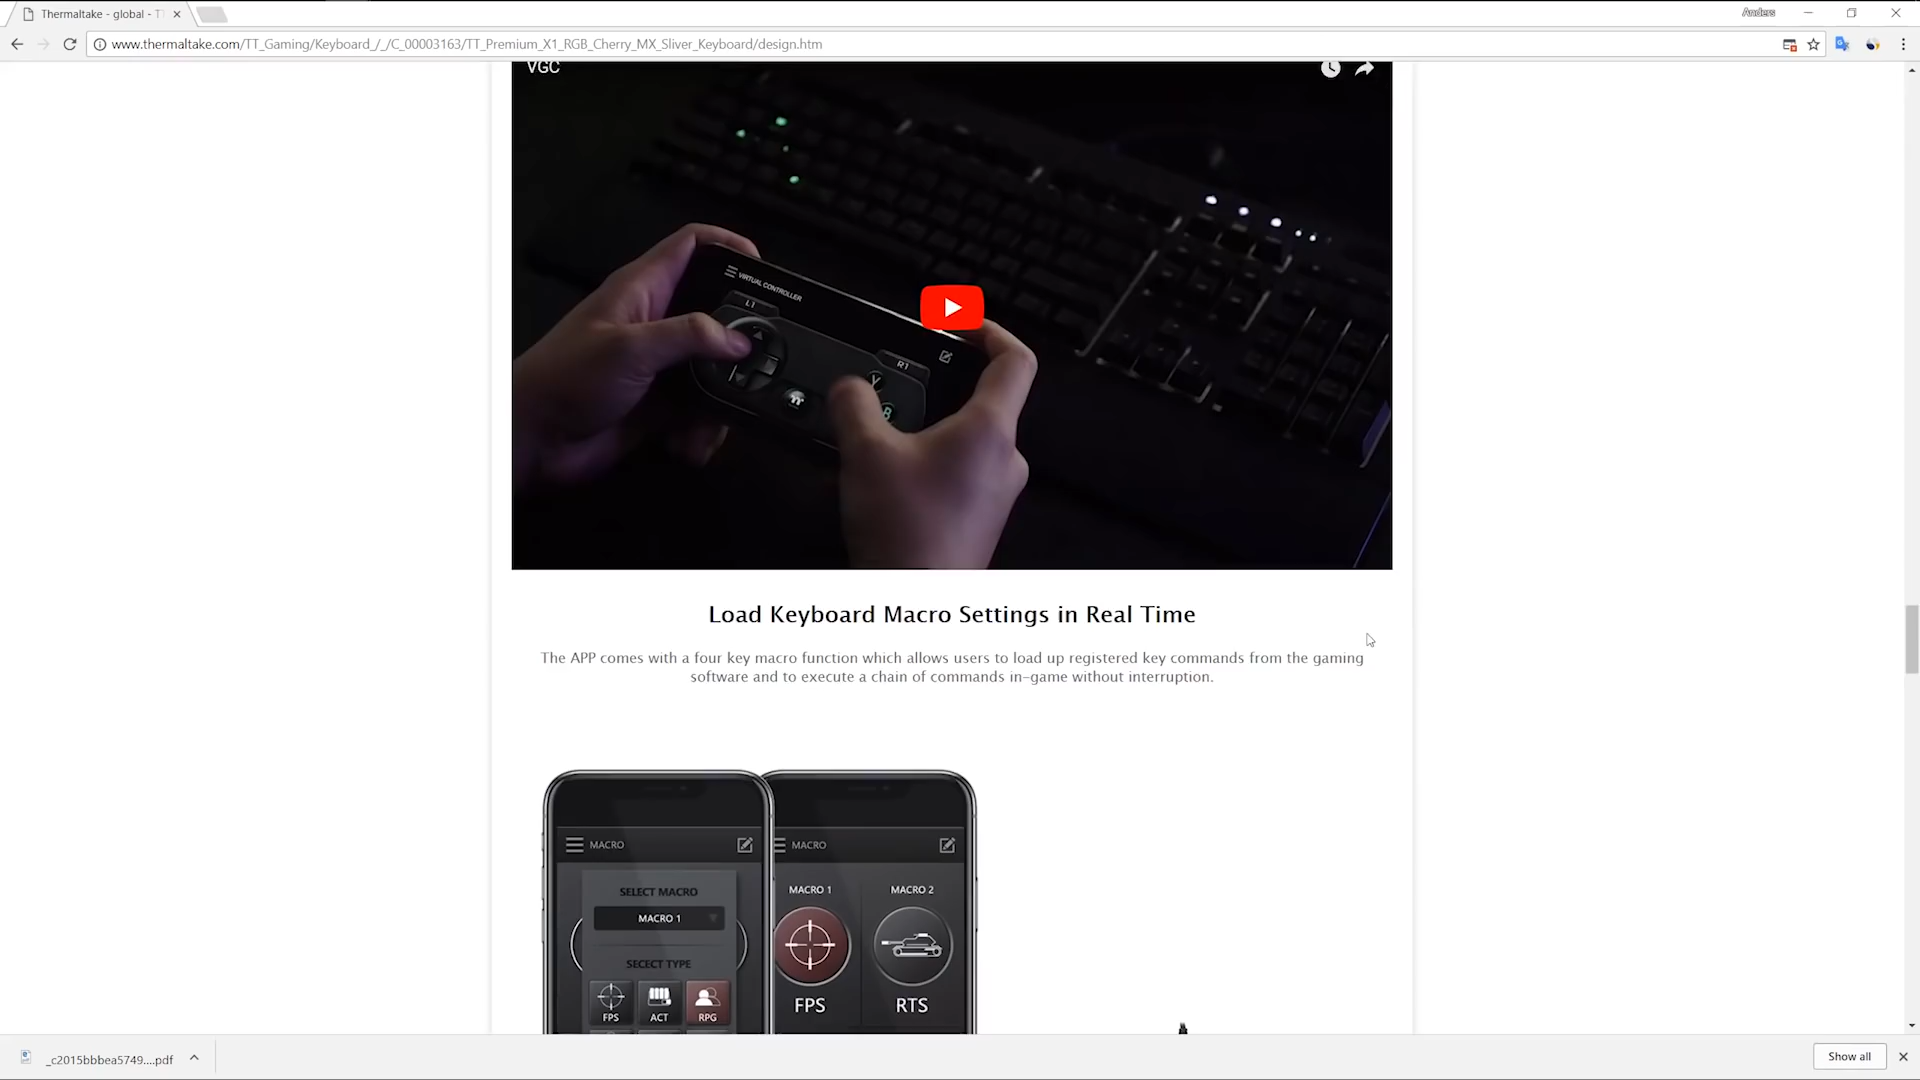 Thermaltake - global - T
Anders
www.thermaltake.com/TT_Gaming/Keyboard_/_/C_00003163/TT_Premium_X1_RGB_Cherry_MX_Sliver_Keyboard/design.htm
VGC
VIRTUAL CONTROLLER
L1
R1
Y
B
Load Keyboard Macro Settings in Real Time
The APP comes with a four key macro function which allows users to load up registered key commands from the gaming
software and to execute a chain of commands in-game without interruption.
MACRO
SELECT MACRO
MACRO 1
SECECT TYPE
FPS ACT RPG
MACRO
MACRO 1 MACRO 2
FPS RTS
_c2015bbbea5749....pdf
Show all